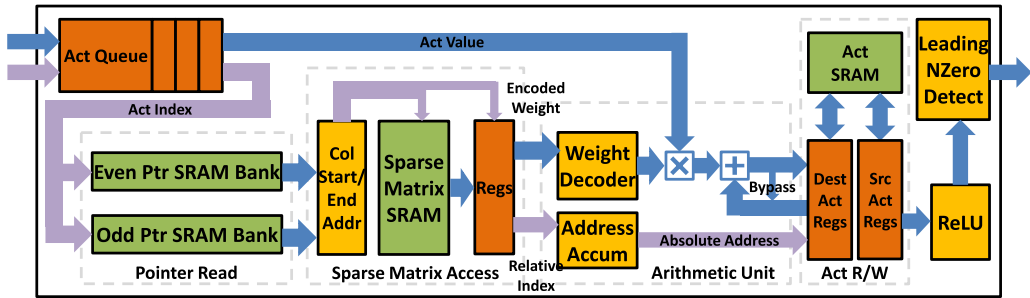 Act Queue
Act Value
Act Index
Even Ptr SRAM Bank
Odd Ptr SRAM Bank
Pointer Read
Col
Start/
End
Addr
Sparse
Matrix
SRAM
Regs
Sparse Matrix Access
Encoded
Weight
Relative
Index
Weight
Decoder
Address
Accum
Bypass
Absolute Address
Arithmetic Unit
Act
SRAM
Dest
Act
Regs
Src
Act
Regs
Act R/W
Leading
NZero
Detect
ReLU